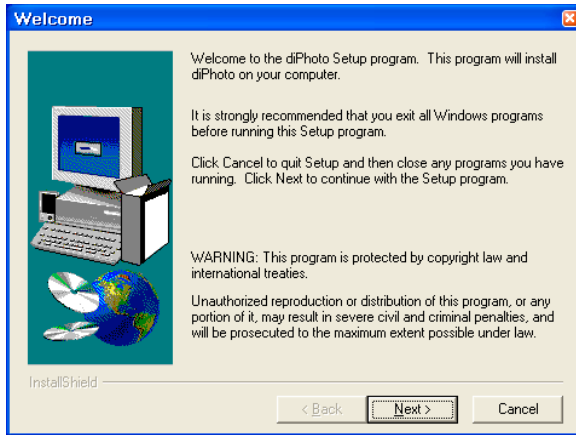 Welcome
Welcome to the diPhoto Setup program. This program will install
diPhoto on your computer.
It is strongly recommended that you exit all Windows programs
before running this Setup program.
Click Cancel to quit Setup and then close any programs you have
running. Click Next to continue with the Setup program.
WARNING: This program is protected by copyright law and
international treaties.
Unauthorized reproduction or distribution of this program, or any
portion of it, may result in severe civil and criminal penalties, and
will be prosecuted to the maximum extent possible under law.
InstallShield
< Back Next > Cancel